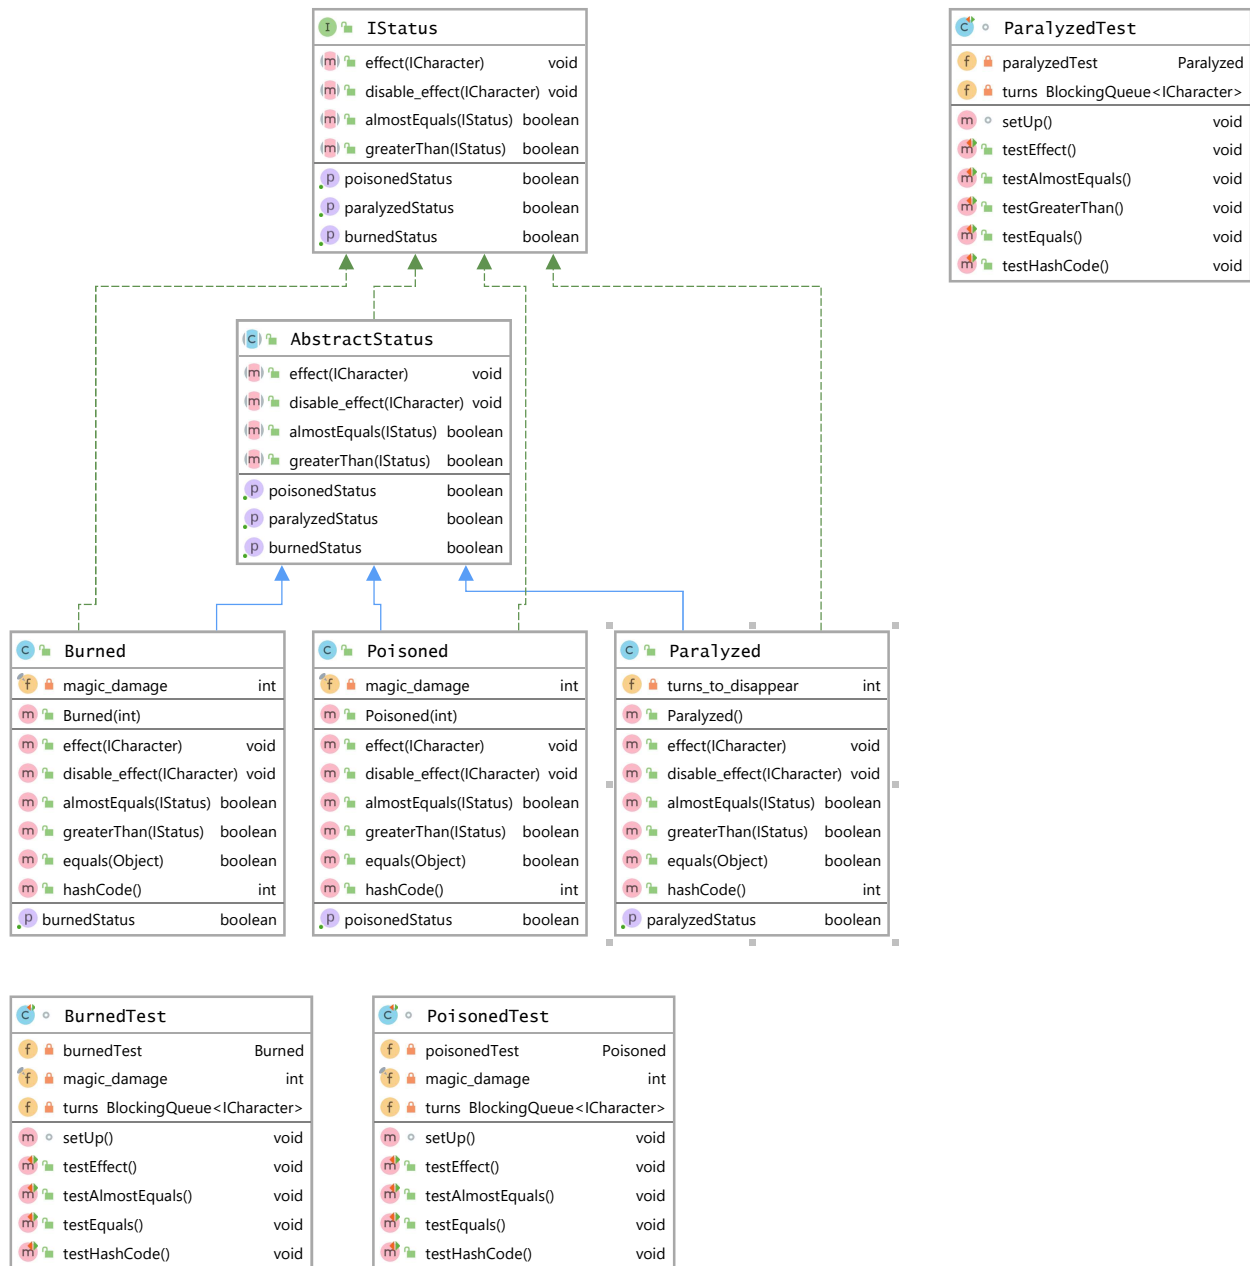 I IStatus
m effect(ICharacter) void
m disable_effect(ICharacter) void
m almostEquals(IStatus) boolean
m greaterThan(IStatus) boolean
p poisonedStatus boolean
p paralyzedStatus boolean
p burnedStatus boolean
C ParalyzedTest
f paralyzedTest Paralyzed
f turns BlockingQueue<ICharacter>
m setUp() void
m testEffect() void
m testAlmostEquals() void
m testGreaterThan() void
m testEquals() void
m testHashCode() void
C AbstractStatus
m effect(ICharacter) void
m disable_effect(ICharacter) void
m almostEquals(IStatus) boolean
m greaterThan(IStatus) boolean
p poisonedStatus boolean
p paralyzedStatus boolean
p burnedStatus boolean
C Burned
f magic_damage int
m Burned(int)
m effect(ICharacter) void
m disable_effect(ICharacter) void
m almostEquals(IStatus) boolean
m greaterThan(IStatus) boolean
m equals(Object) boolean
m hashCode() int
p burnedStatus boolean
C Poisoned
f magic_damage int
m Poisoned(int)
m effect(ICharacter) void
m disable_effect(ICharacter) void
m almostEquals(IStatus) boolean
m greaterThan(IStatus) boolean
m equals(Object) boolean
m hashCode() int
p poisonedStatus boolean
C Paralyzed
f turns_to_disappear int
m Paralyzed()
m effect(ICharacter) void
m disable_effect(ICharacter) void
m almostEquals(IStatus) boolean
m greaterThan(IStatus) boolean
m equals(Object) boolean
m hashCode() int
p paralyzedStatus boolean
C BurnedTest
f burnedTest Burned
f magic_damage int
f turns BlockingQueue<ICharacter>
m setUp() void
m testEffect() void
m testAlmostEquals() void
m testEquals() void
m testHashCode() void
C PoisonedTest
f poisonedTest Poisoned
f magic_damage int
f turns BlockingQueue<ICharacter>
m setUp() void
m testEffect() void
m testAlmostEquals() void
m testEquals() void
m testHashCode() void